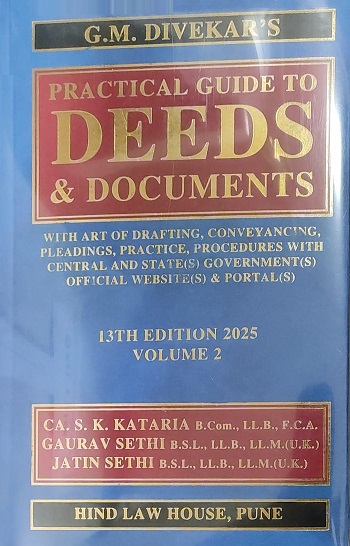 G.M. DIVEKAR'S
PRACTICAL GUIDE TO
DEEDS
& DOCUMENTS
WITH ART OF DRAFTING, CONVEYANCING,
PLEADINGS, PRACTICE, PROCEDURES WITH
CENTRAL AND STATE(S) GOVERNMENT(S)
OFFICIAL WEBSITE(S) & PORTAL(S)
13TH EDITION 2025
VOLUME 2
CA. S. K. KATARIA B.Com., LL.B., F.C.A.
GAURAV SETHI B.S.L., LL.B., LL.M.(U.K.)
JATIN SETHI B.S.L., LL.B., LL.M.(U.K.)
HIND LAW HOUSE, PUNE